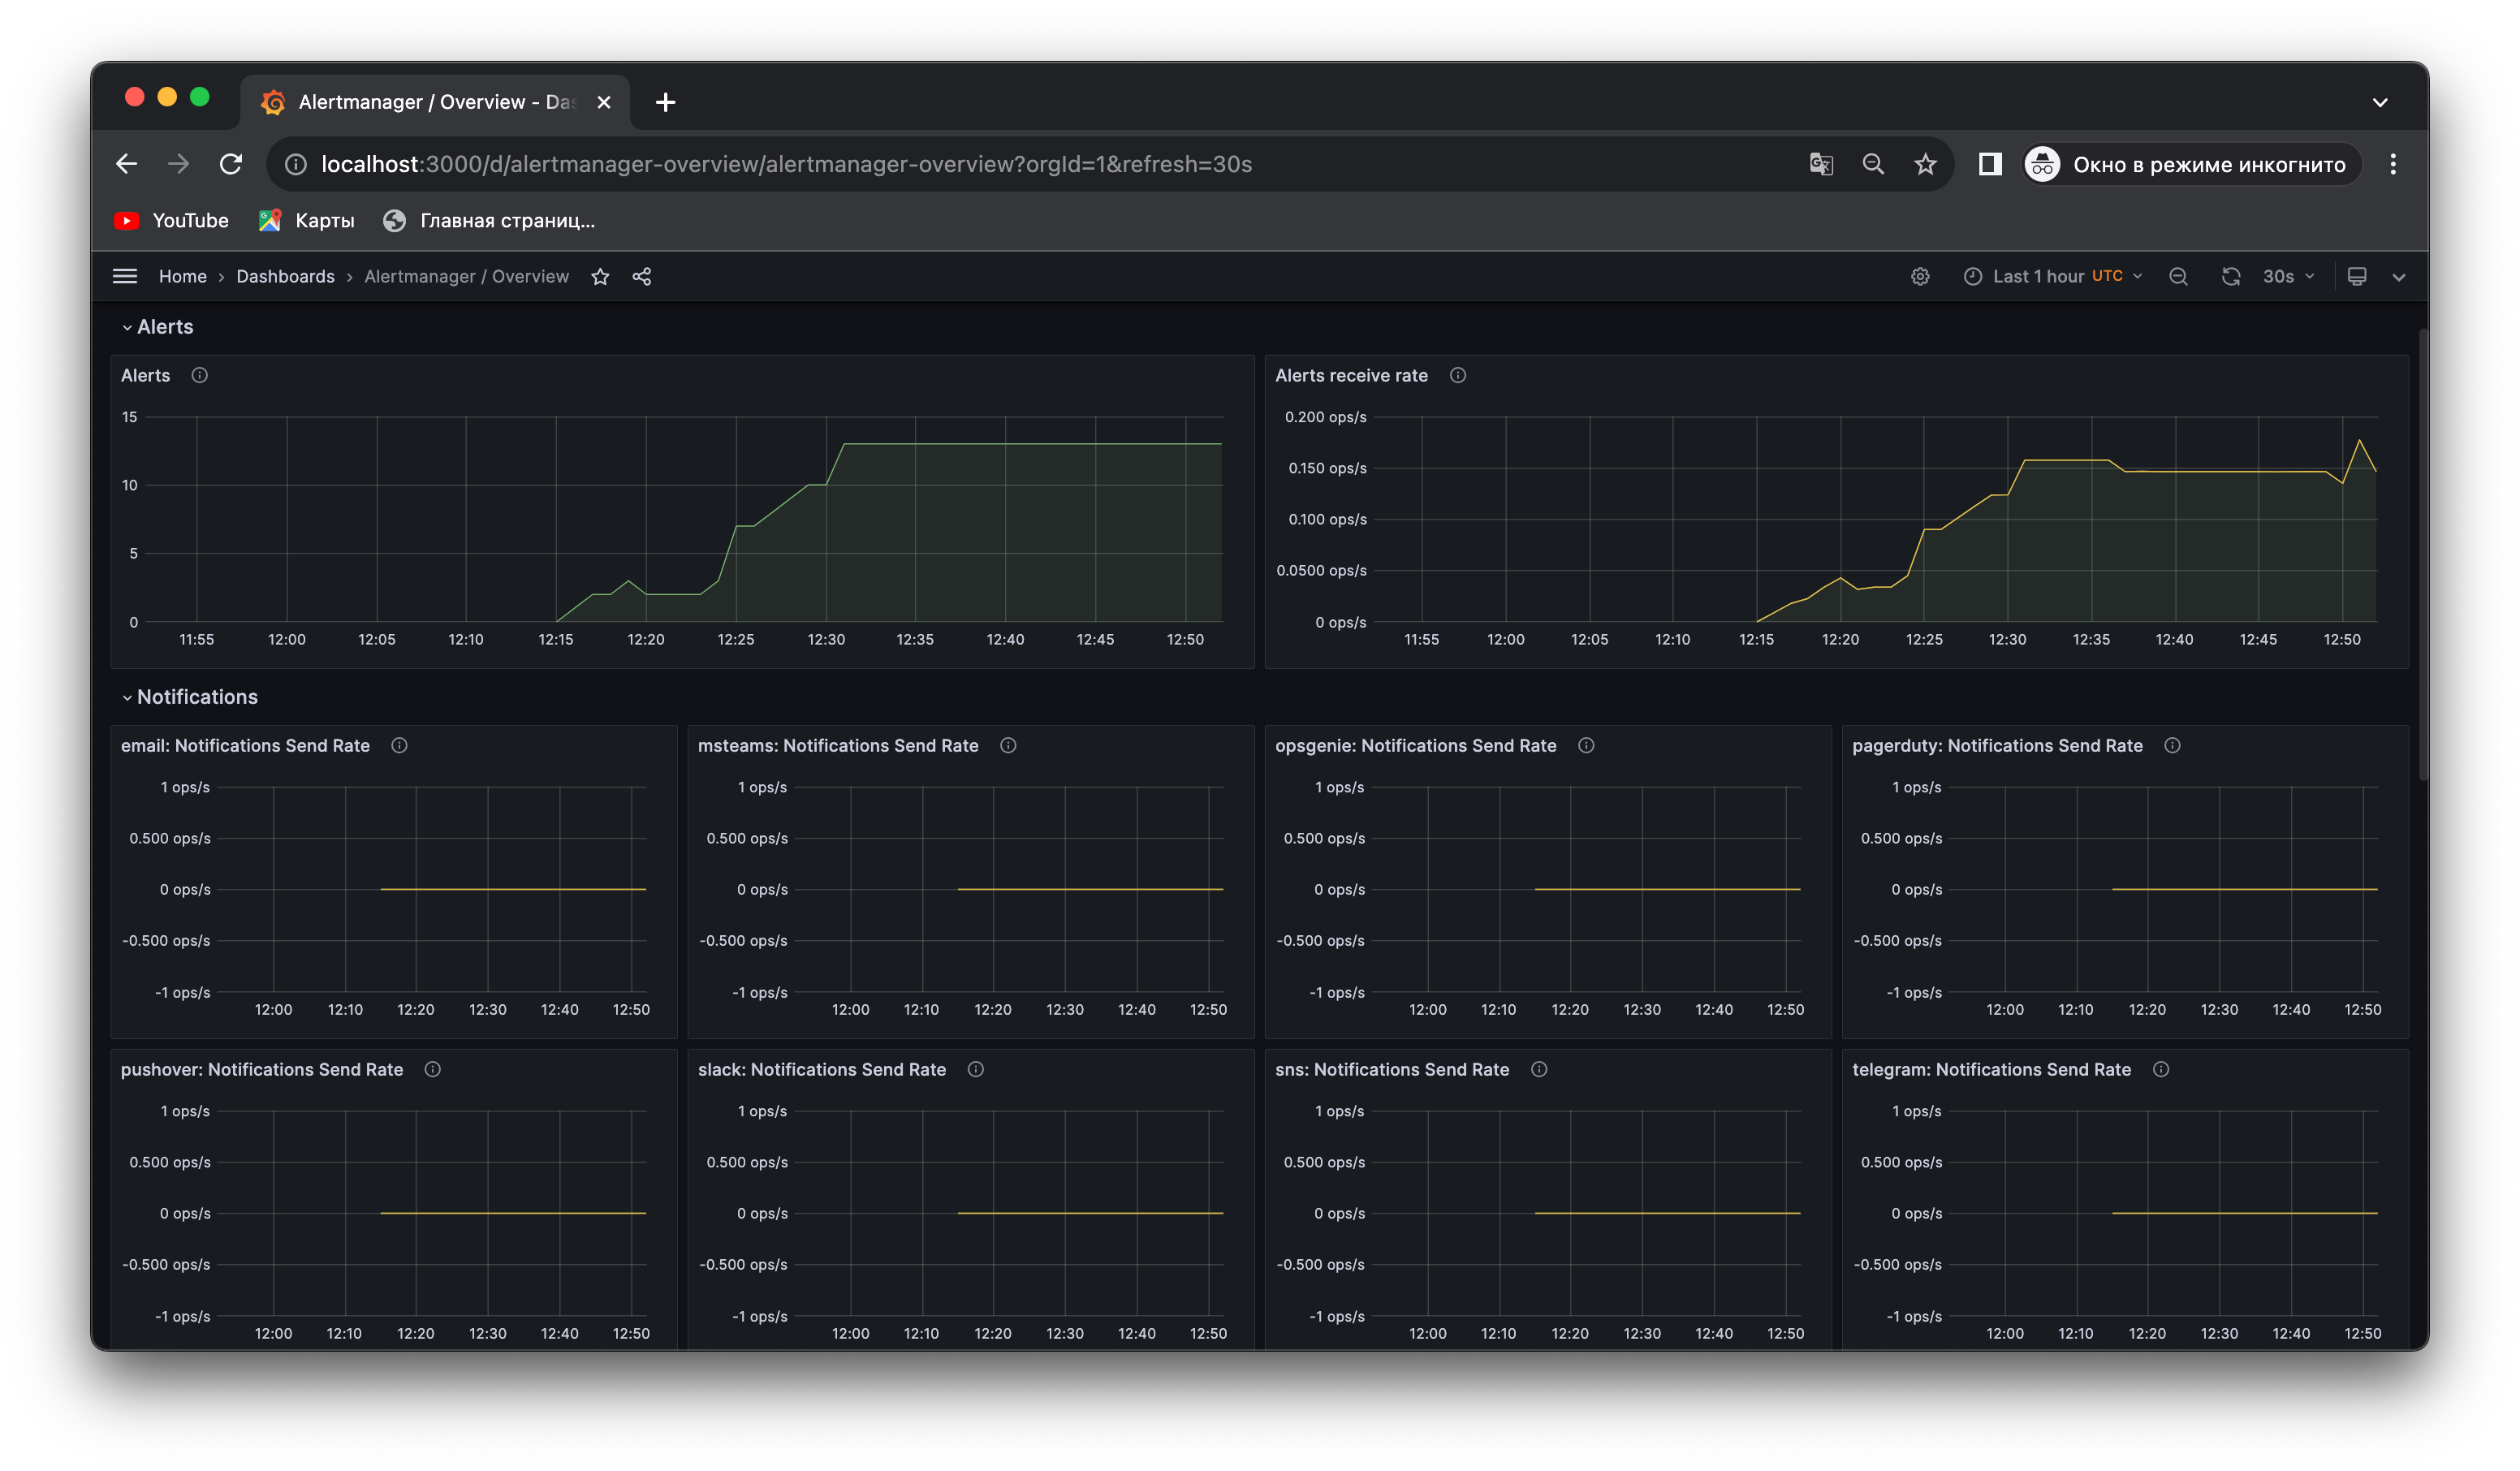 Alertmanager / Overview - Das
localhost:3000/d/alertmanager-overview/alertmanager-overview?orgId=1&refresh=30s
Окно в режиме инкогнито
YouTube Карты Главная страниц...
Home › Dashboards › Alertmanager / Overview
Last 1 hour UTC 30s
Alerts
Alerts
15
10
5
0
11:55 12:00 12:05 12:10 12:15 12:20 12:25 12:30 12:35 12:40 12:45 12:50
Alerts receive rate
0.200 ops/s
0.150 ops/s
0.100 ops/s
0.0500 ops/s
0 ops/s
11:55 12:00 12:05 12:10 12:15 12:20 12:25 12:30 12:35 12:40 12:45 12:50
Notifications
email: Notifications Send Rate
1 ops/s
0.500 ops/s
0 ops/s
-0.500 ops/s
-1 ops/s
12:00 12:10 12:20 12:30 12:40 12:50
msteams: Notifications Send Rate
1 ops/s
0.500 ops/s
0 ops/s
-0.500 ops/s
-1 ops/s
12:00 12:10 12:20 12:30 12:40 12:50
opsgenie: Notifications Send Rate
1 ops/s
0.500 ops/s
0 ops/s
-0.500 ops/s
-1 ops/s
12:00 12:10 12:20 12:30 12:40 12:50
pagerduty: Notifications Send Rate
1 ops/s
0.500 ops/s
0 ops/s
-0.500 ops/s
-1 ops/s
12:00 12:10 12:20 12:30 12:40 12:50
pushover: Notifications Send Rate
1 ops/s
0.500 ops/s
0 ops/s
-0.500 ops/s
-1 ops/s
12:00 12:10 12:20 12:30 12:40 12:50
slack: Notifications Send Rate
1 ops/s
0.500 ops/s
0 ops/s
-0.500 ops/s
-1 ops/s
12:00 12:10 12:20 12:30 12:40 12:50
sns: Notifications Send Rate
1 ops/s
0.500 ops/s
0 ops/s
-0.500 ops/s
-1 ops/s
12:00 12:10 12:20 12:30 12:40 12:50
telegram: Notifications Send Rate
1 ops/s
0.500 ops/s
0 ops/s
-0.500 ops/s
-1 ops/s
12:00 12:10 12:20 12:30 12:40 12:50